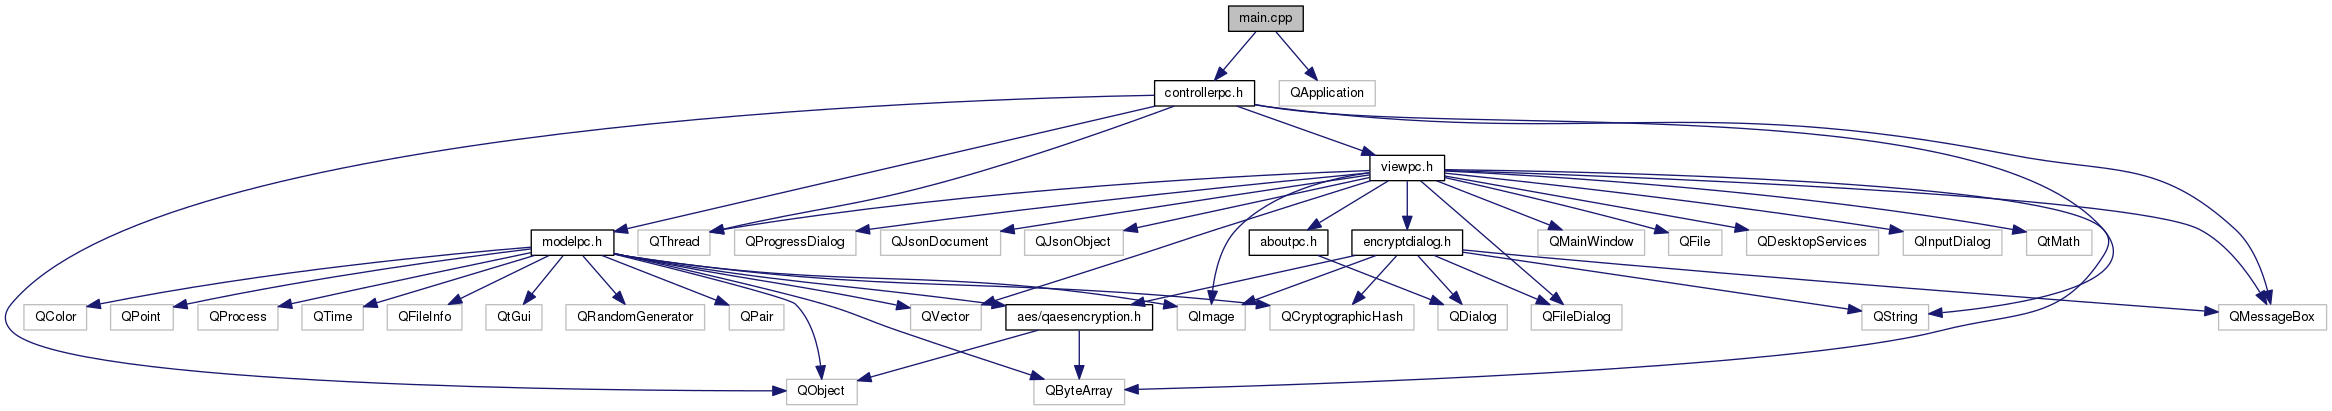 main.cpp
controllerpc.h
QApplication
viewpc.h
modelpc.h
QThread
QProgressDialog
QJsonDocument
QJsonObject
aboutpc.h
encryptdialog.h
QMainWindow
QFile
QDesktopServices
QInputDialog
QtMath
QColor
QPoint
QProcess
QTime
QFileInfo
QtGui
QRandomGenerator
QPair
QVector
aes/qaesencryption.h
QImage
QCryptographicHash
QDialog
QFileDialog
QString
QMessageBox
QObject
QByteArray